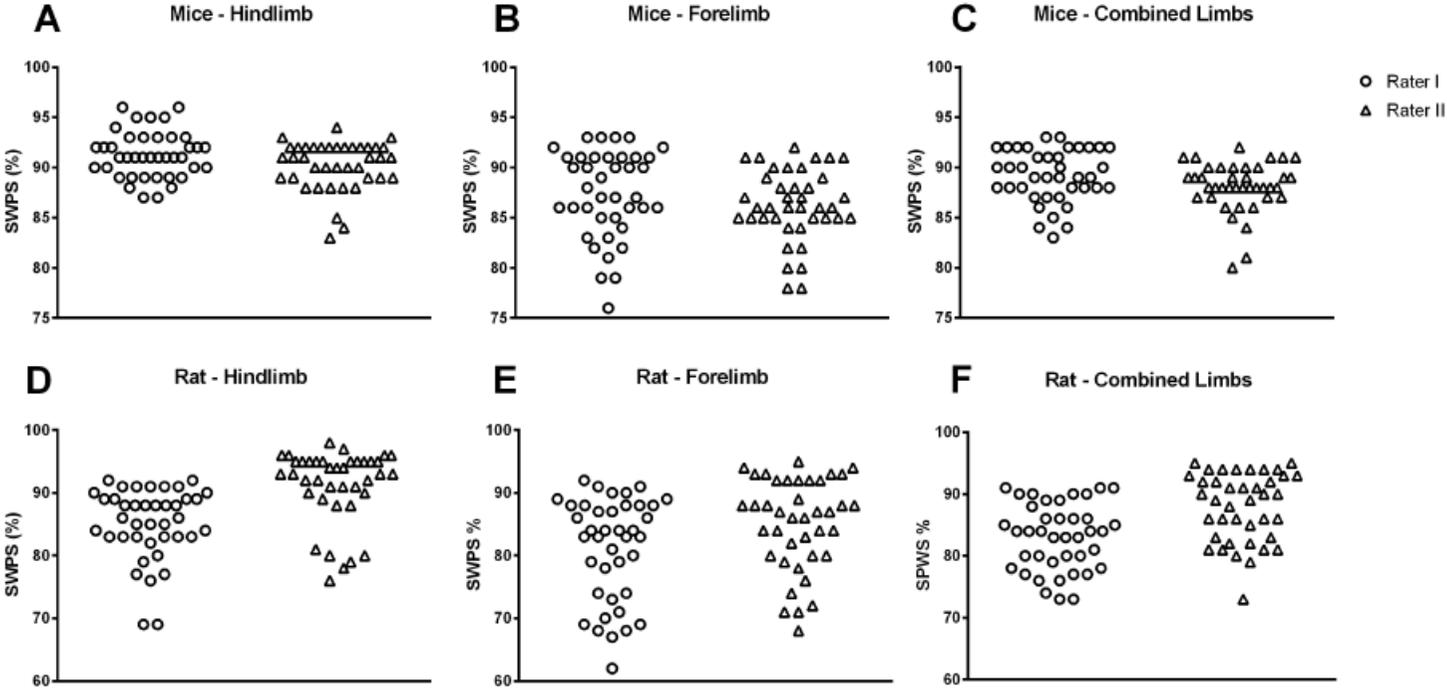 A Mice - Hindlimb
B Mice - Forelimb
C Mice - Combined Limbs
Rater I
Rater II
SWPS (%)
100
95
90
85
80
75
SWPS (%)
100
95
90
85
80
75
SWPS (%)
100
95
90
85
80
75
D Rat - Hindlimb
E Rat - Forelimb
F Rat - Combined Limbs
SWPS (%)
100
90
80
70
60
SWPS %
100
90
80
70
60
SPWS %
100
90
80
70
60